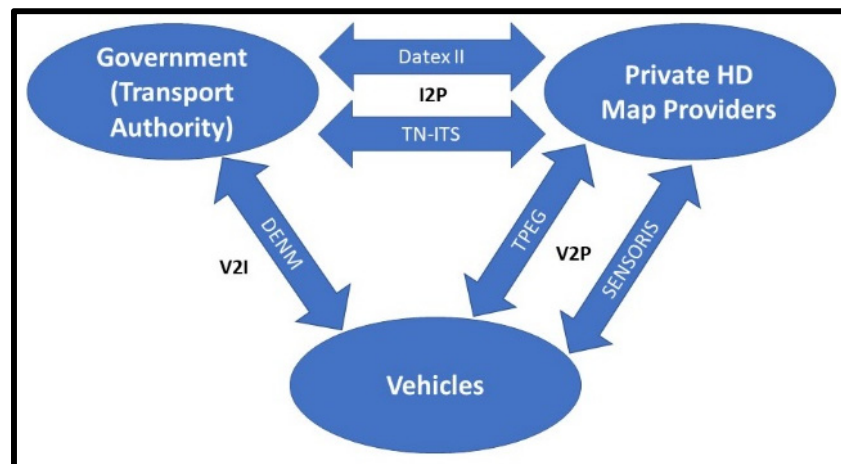 Government
(Transport
Authority)
Datex II
I2P
TN-ITS
Private HD
Map Providers
V2I
DENM
TPEG
V2P
SENSORIS
Vehicles